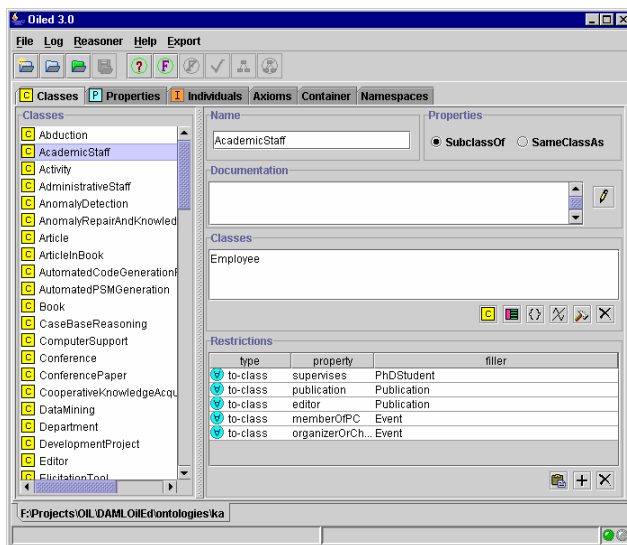 Oiled 3.0
File Log Reasoner Help Export
? F F
C Classes P Properties I Individuals Axioms Container Namespaces
Classes
C Abduction
C AcademicStaff
C Activity
C AdministrativeStaff
C AnomalyDetection
C AnomalyRepairAndKnowled
C Article
C ArticleInBook
C AutomatedCodeGenerationF
C AutomatedPSMGeneration
C Book
C CaseBaseReasoning
C ComputerSupport
C Conference
C ConferencePaper
C CooperativeKnowledgeAcqu
C DataMining
C Department
C DevelopmentProject
C Editor
C ElicitationTool
Name
AcademicStaff
Properties
SubclassOf SameClassAs
Documentation
Classes
Employee
C {}
Restrictions
type property filler
to-class supervises PhDStudent
to-class publication Publication
to-class editor Publication
to-class memberOfPC Event
to-class organizerOrCh... Event
F:\Projects\OIL\DAMLOilEd\ontologies\ka